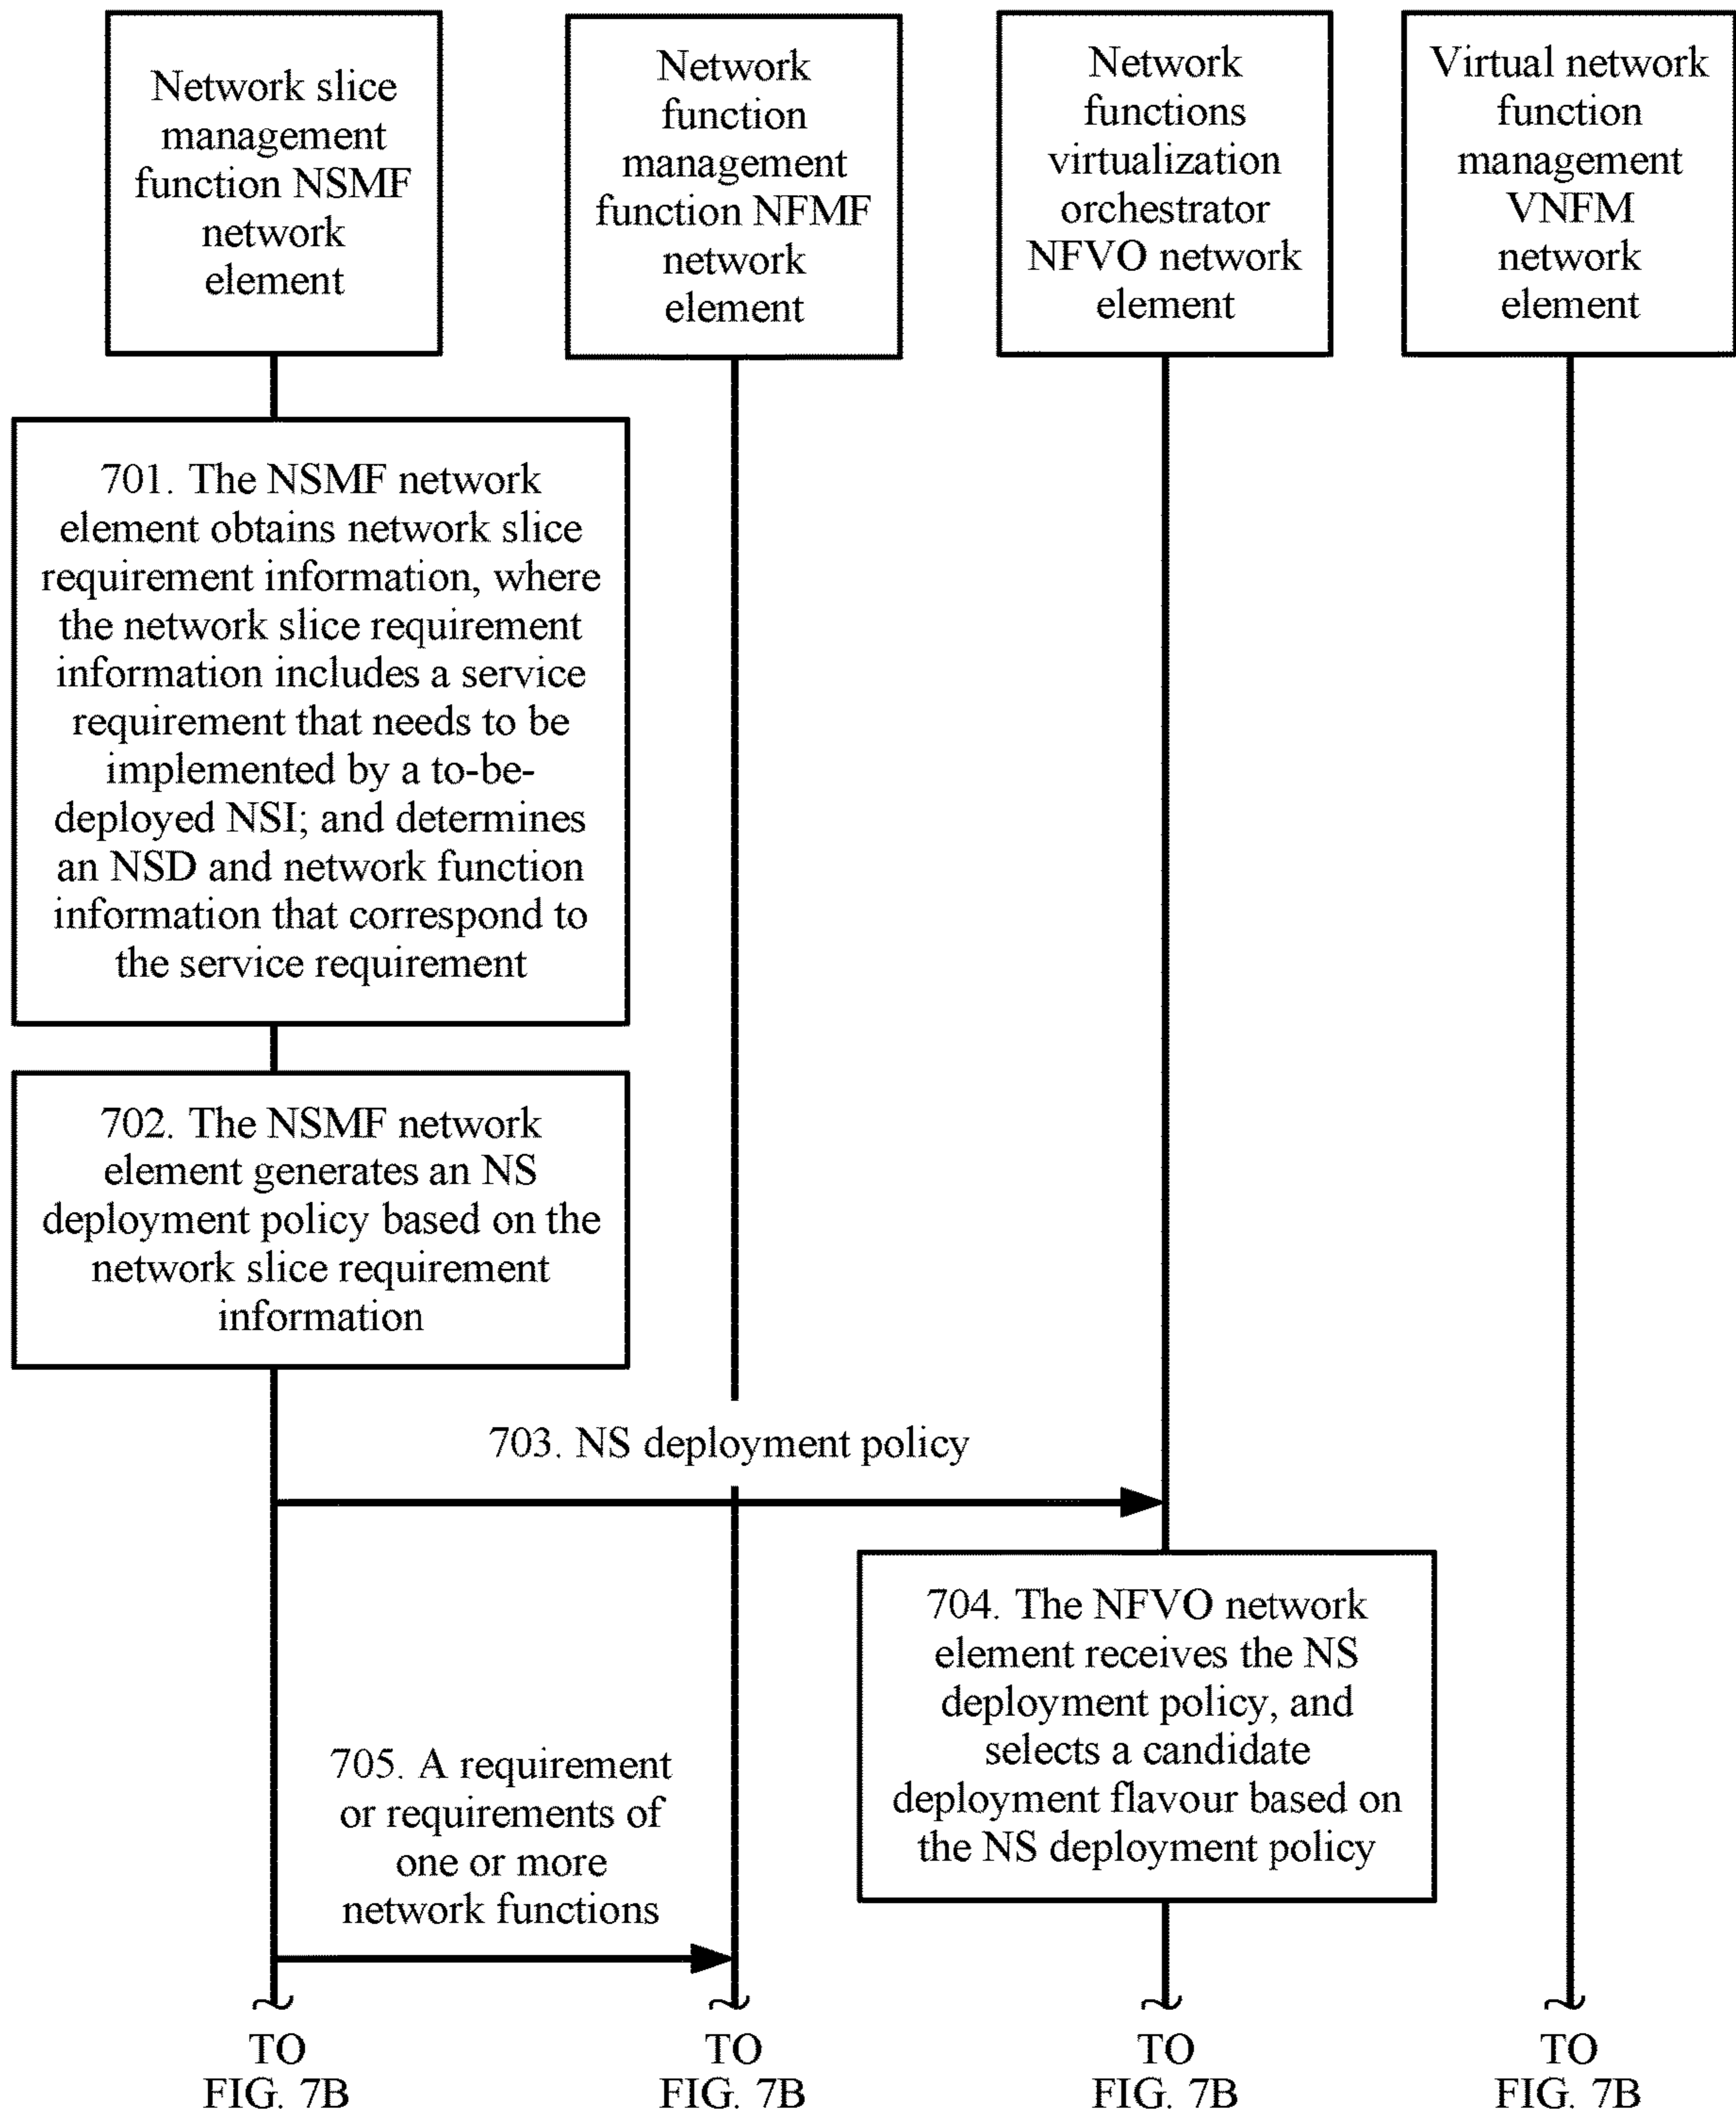 Network slice
management
function NSMF
network
element
Network
function
management
function NFMF
network
element
Network
functions
virtualization
orchestrator
NFVO network
element
Virtual network
function
management
VNFM
network
element
701. The NSMF network
element obtains network slice
requirement information, where
the network slice requirement
information includes a service
requirement that needs to be
implemented by a to-be-
deployed NSI; and determines
an NSD and network function
information that correspond to
the service requirement
702. The NSMF network
element generates an NS
deployment policy based on the
network slice requirement
information
703. NS deployment policy
704. The NFVO network
element receives the NS
deployment policy, and
selects a candidate
deployment flavour based on
the NS deployment policy
705. A requirement
or requirements of
one or more
network functions
TO
FIG. 7B
TO
FIG. 7B
TO
FIG. 7B
TO
FIG. 7B